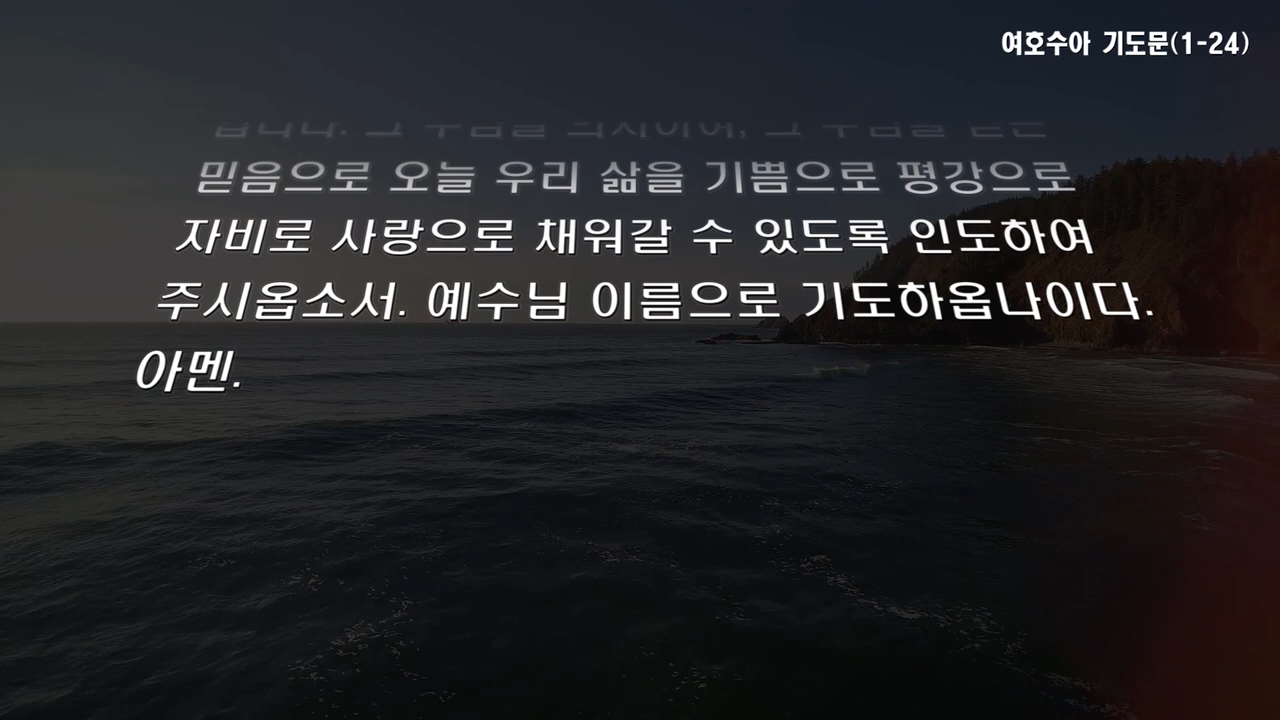 여호수아 기도문(1-24)
믿음으로 오늘 우리 삶을 기쁨으로 평강으로
자비로 사랑으로 채워갈 수 있도록 인도하여
주시옵소서. 예수님 이름으로 기도하옵나이다.
아멘.